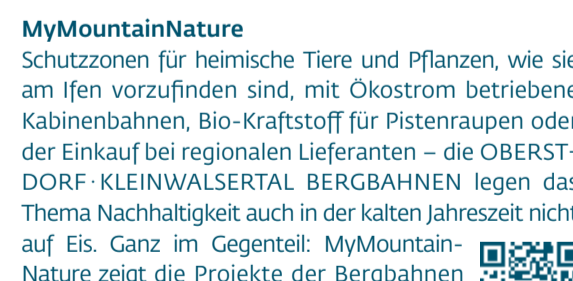 MyMountainNature
Schutzzonen für heimische Tiere und Pflanzen, wie sie
am Ifen vorzufinden sind, mit Ökostrom betriebene
Kabinenbahnen, Bio-Kraftstoff für Pistenraupen oder
der Einkauf bei regionalen Lieferanten – die OBERST-
DORF · KLEINWALSERTAL BERGBAHNEN legen das
Thema Nachhaltigkeit auch in der kalten Jahreszeit nicht
auf Eis. Ganz im Gegenteil: MyMountain-
Nature zeigt die Projekte der Bergbahnen